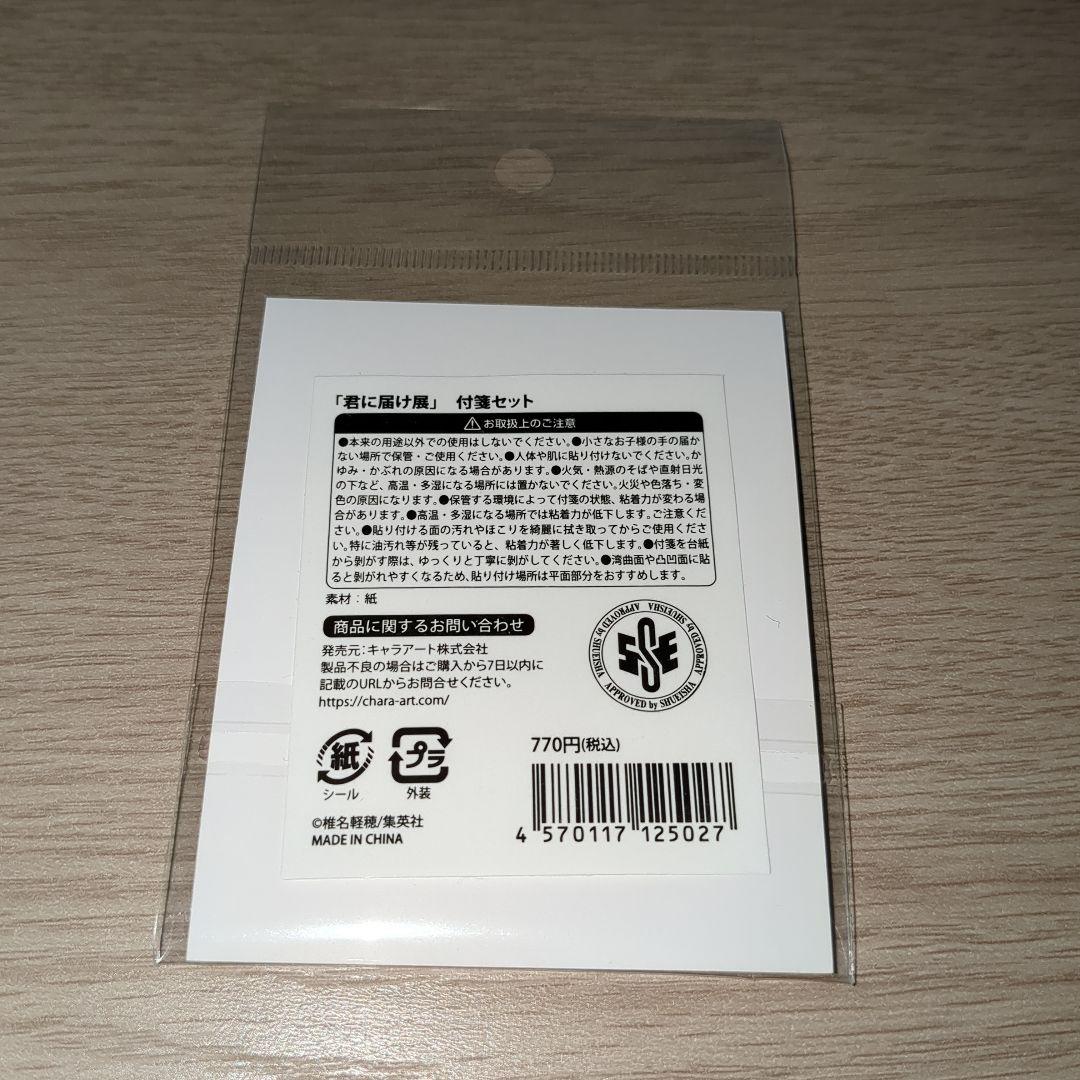 「君に届け展」 付箋セット
⚠お取扱上のご注意
●本来の用途以外での使用はしないでください。●小さなお子様の手の届か
ない場所で保管・ご使用ください。●人体や肌に貼り付けないでください。か
ゆみ・かぶれの原因になる場合があります。●火気・熱源のそばや直射日光
の下など、高温・多湿になる場所には置かないでください。火災や色落ち・変
色の原因になります。●保管する環境によって付箋の状態、粘着力が変わる場
合があります。●高温・多湿になる場所では粘着力が低下します。ご注意くださ
い。●貼り付ける面の汚れやほこりを綺麗に拭き取ってからご使用くださ
い。特に油汚れ等が残っていると、粘着力が著しく低下します。●付箋を台紙
から剝がす際は、ゆっくりと丁寧に剝がしてください。●湾曲面や凸凹面に貼
ると剝がれやすくなるため、貼り付け場所は平面部分をおすすめします。
素材：紙
商品に関するお問い合わせ
発売元：キャラアート株式会社
製品不良の場合はご購入から7日以内に
記載のURLからお問合せください。
https://chara-art.com/
APPROVED by SHUEISHA APPROVED by SHUEISHA APPROVED by SHUEISHA
SSE
紙
シール
プラ
外装
770円(税込)
4 570117 125027
©椎名軽穂/集英社
MADE IN CHINA